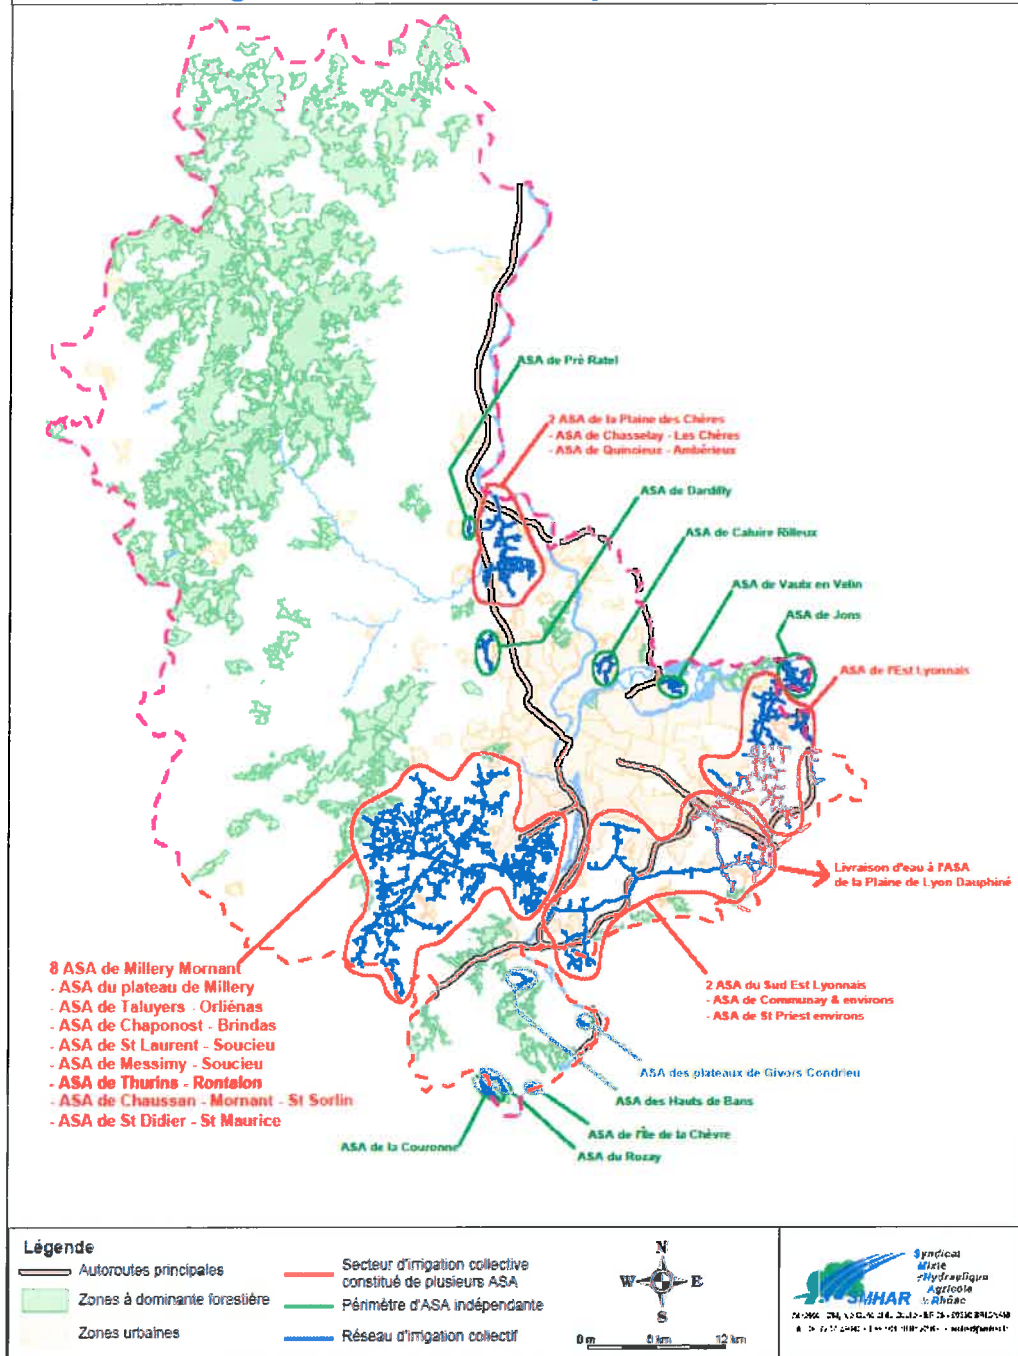 ASA de Pré Ratel
2 ASA de la Plaine des Chères
- ASA de Chasselay - Les Chères
- ASA de Quincieux - Ambérieux
ASA de Dardilly
ASA de Caluire Rilleux
ASA de Vaulx en Velin
ASA de Jons
ASA de l'Est Lyonnais
Livraison d'eau à l'ASA
de la Plaine de Lyon Dauphiné
8 ASA de Millery Mornant
- ASA du plateau de Millery
- ASA de Taluyers - Orliénas
- ASA de Chaponost - Brindas
- ASA de St Laurent - Soucieu
- ASA de Messimy - Soucieu
- ASA de Thurins - Rontalon
- ASA de Chaussan - Mornant - St Sorlin
- ASA de St Didier - St Maurice
2 ASA du Sud Est Lyonnais
- ASA de Communay & environs
- ASA de St Priest environs
ASA des plateaux de Givors Condrieu
ASA des Hauts de Bans
ASA de l'Île de la Chèvre
ASA du Rozay
ASA de la Couronne
Légende
Autoroutes principales
Zones à dominante forestière
Zones urbaines
Secteur d'irrigation collective
constitué de plusieurs ASA
Périmètre d'ASA indépendante
Réseau d'irrigation collectif
N
W E
S
0 m 6 km 12 km
SMHAR
Syndical
Mixte
d'Hydraulique
Agricole
du Rhône